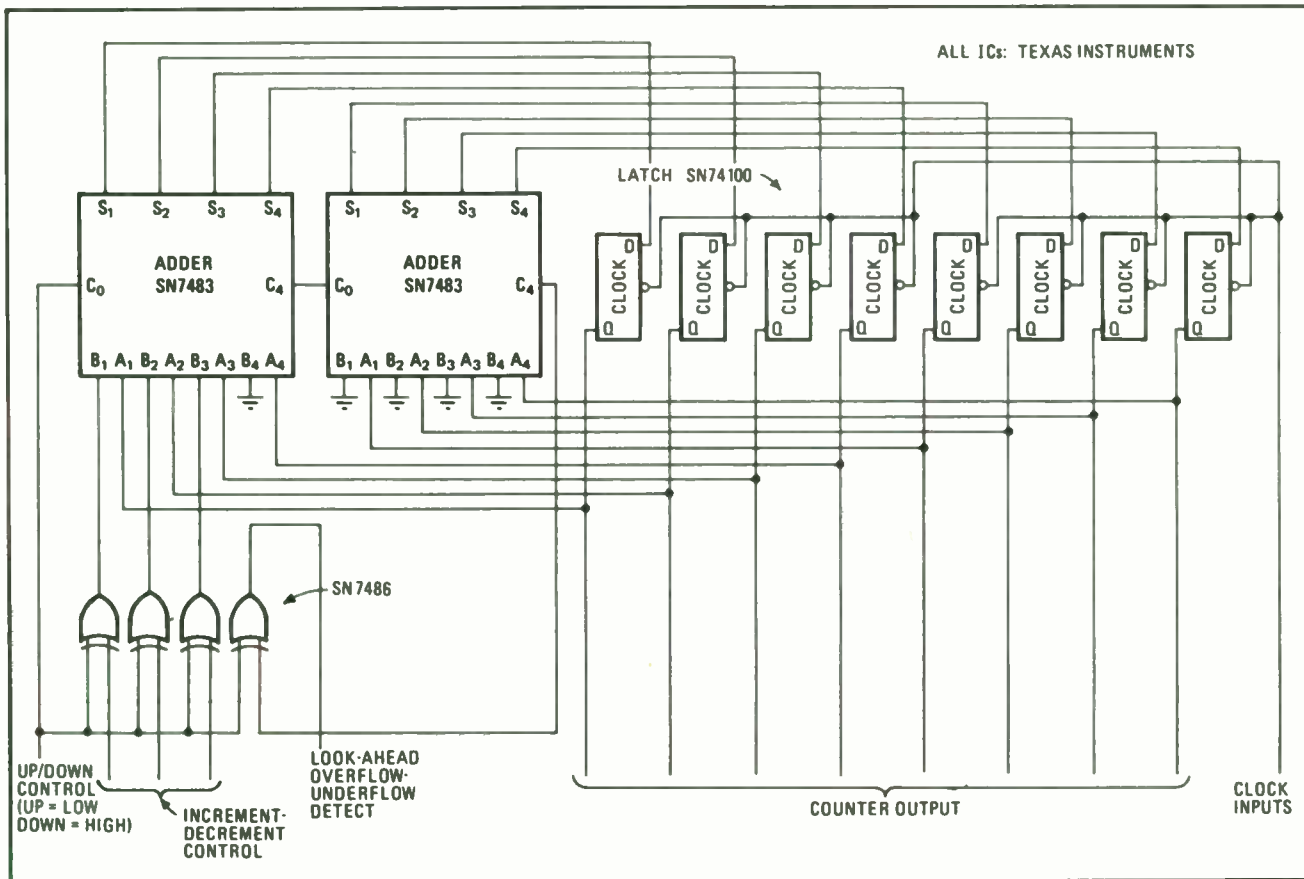 ALL ICs: TEXAS INSTRUMENTS
LATCH SN74100
S₁ S₂ S₃ S₄
ADDER
SN7483
C₀ C₄
B₁ A₁ B₂ A₂ B₃ A₃ B₄ A₄
S₁ S₂ S₃ S₄
ADDER
SN7483
C₀ C₄
B₁ A₁ B₂ A₂ B₃ A₃ B₄ A₄
D
CLOCK
Q
D
CLOCK
Q
D
CLOCK
Q
D
CLOCK
Q
D
CLOCK
Q
D
CLOCK
Q
D
CLOCK
Q
D
CLOCK
Q
SN7486
UP/DOWN
CONTROL
(UP = LOW
DOWN = HIGH)
INCREMENT-
DECREMENT
CONTROL
LOOK-AHEAD
OVERFLOW-
UNDERFLOW
DETECT
COUNTER OUTPUT
CLOCK
INPUTS